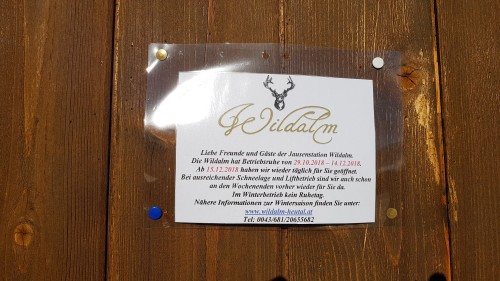 Wildalm
Liebe Freunde und Gäste der Jausenstation Wildalm,
Die Wildalm hat Betriebsruhe von 29.10.2018 – 14.12.2018.
Ab 15.12.2018 haben wir wieder täglich für Sie geöffnet.
Bei ausreichender Schneelage und Liftbetrieb sind wir auch schon
an den Wochenenden vorher wieder für Sie da.
Im Winterbetrieb kein Ruhetag.
Nähere Informationen zur Wintersaison finden Sie unter:
www.wildalm-heutal.at
Tel: 0043/681/20655682